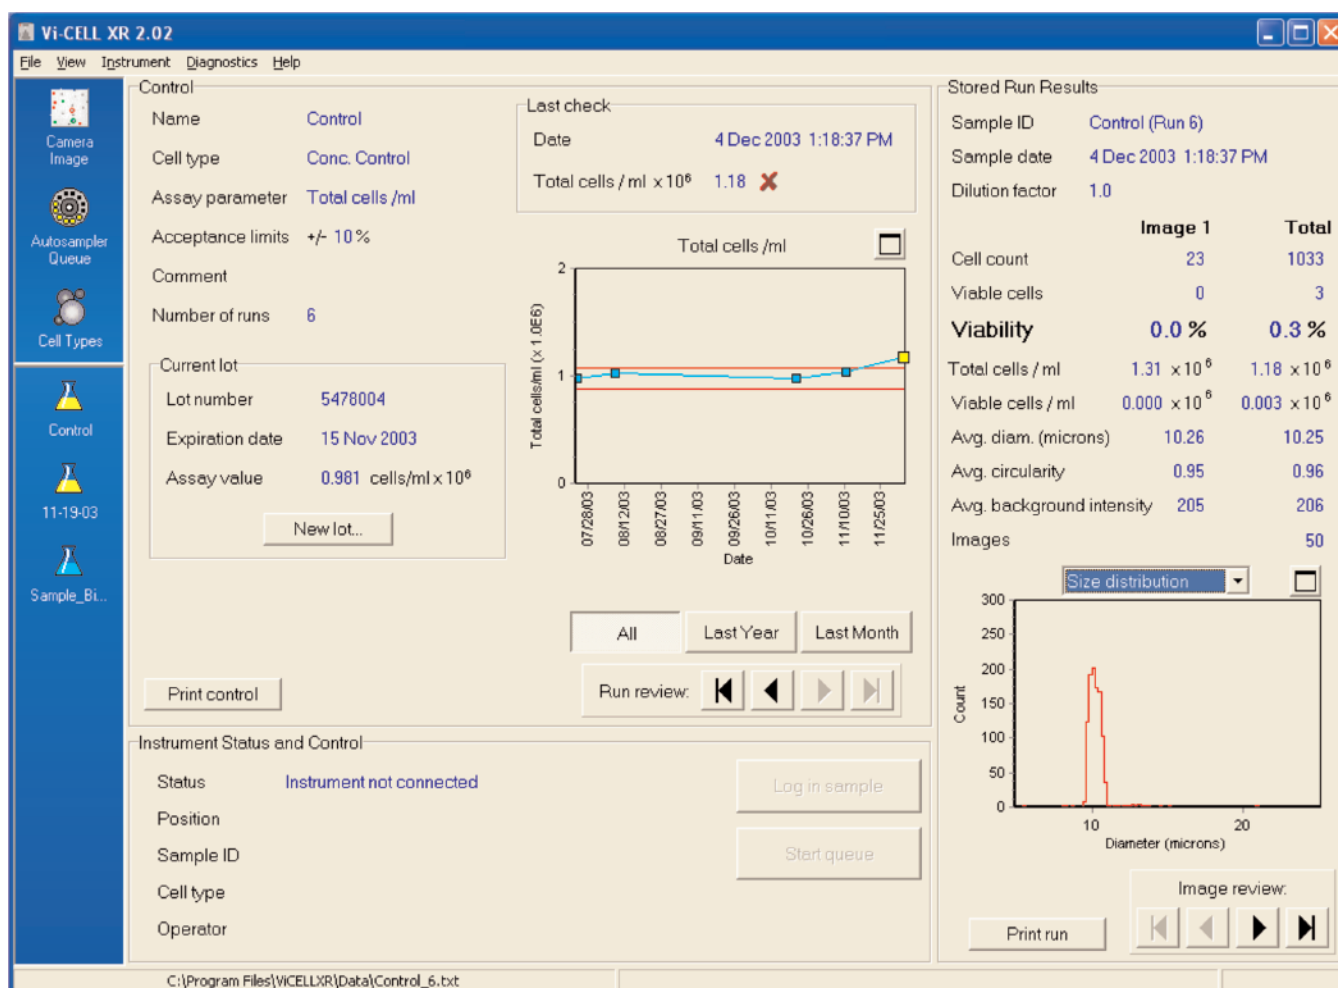 Vi-CELL XR 2.02
File View Instrument Diagnostics Help
Camera
Image
Autosampler
Queue
Cell Types
Control
11-19-03
Sample_Bi...
Control
Name Control
Cell type Conc. Control
Assay parameter Total cells /ml
Acceptance limits +/- 10 %
Comment
Number of runs 6
Current lot
Lot number 5478004
Expiration date 15 Nov 2003
Assay value 0.981 cells/ml x 10⁶
New lot...
Print control
Last check
Date 4 Dec 2003 1:18:37 PM
Total cells / ml x 10⁶ 1.18
Total cells /ml
Total cells/ml (x 1.0E6)
2
1
0
07/28/03 08/12/03 08/27/03 09/11/03 09/26/03 10/11/03 10/26/03 11/10/03 11/25/03
Date
All Last Year Last Month
Run review:
Instrument Status and Control
Status Instrument not connected
Position
Sample ID
Cell type
Operator
Log in sample
Start queue
Stored Run Results
Sample ID Control (Run 6)
Sample date 4 Dec 2003 1:18:37 PM
Dilution factor 1.0
Image 1 Total
Cell count 23 1033
Viable cells 0 3
Viability 0.0 % 0.3 %
Total cells / ml 1.31 x 10⁶ 1.18 x 10⁶
Viable cells / ml 0.000 x 10⁶ 0.003 x 10⁶
Avg. diam. (microns) 10.26 10.25
Avg. circularity 0.95 0.96
Avg. background intensity 205 206
Images 50
Size distribution
Count
300
250
200
150
100
50
0
10 20
Diameter (microns)
Image review:
Print run
C:\Program Files\ViCELLXR\Data\Control_6.txt